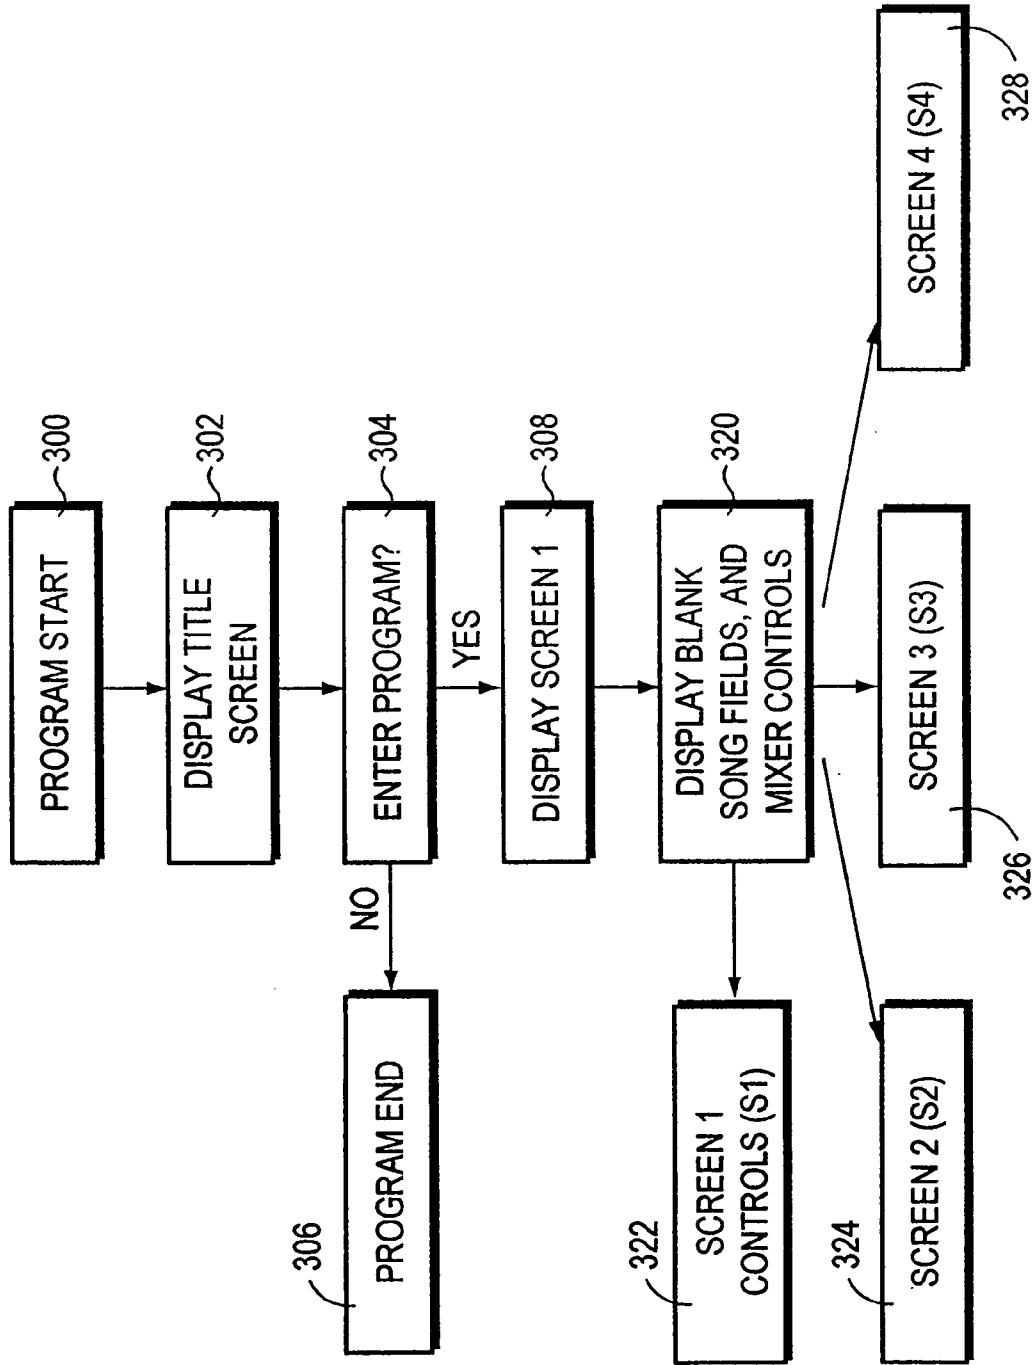 PROGRAM START
300
DISPLAY TITLE
SCREEN
302
ENTER PROGRAM?
304
NO
YES
PROGRAM END
306
DISPLAY SCREEN 1
308
DISPLAY BLANK
SONG FIELDS, AND
MIXER CONTROLS
320
SCREEN 1
CONTROLS (S1)
322
SCREEN 2 (S2)
324
SCREEN 3 (S3)
326
SCREEN 4 (S4)
328